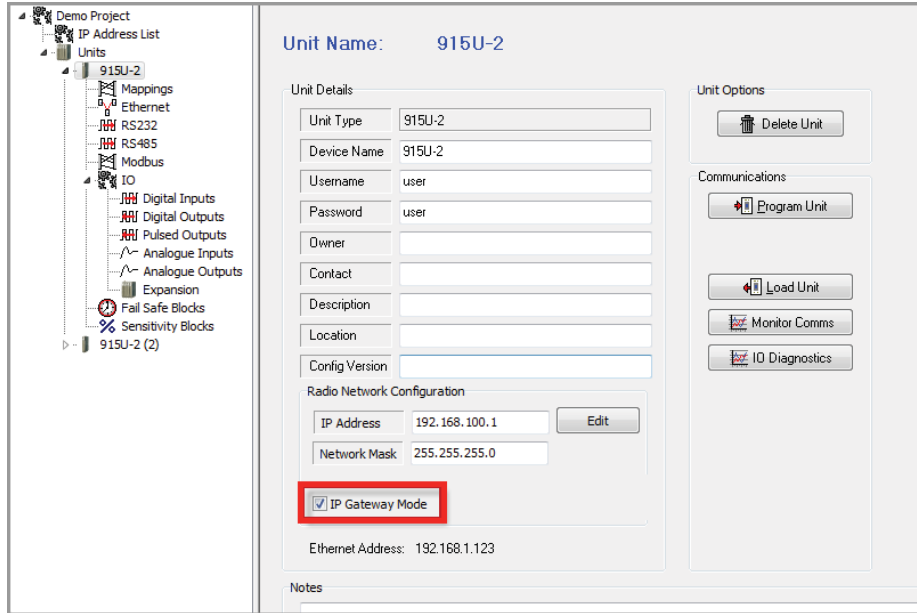 Demo Project
IP Address List
Units
915U-2
Mappings
Ethernet
RS232
RS485
Modbus
IO
Digital Inputs
Digital Outputs
Pulsed Outputs
Analogue Inputs
Analogue Outputs
Expansion
Fail Safe Blocks
Sensitivity Blocks
915U-2 (2)
Unit Name: 915U-2
Unit Details
Unit Type 915U-2
Device Name 915U-2
Username user
Password user
Owner
Contact
Description
Location
Config Version
Radio Network Configuration
IP Address 192.168.100.1 Edit
Network Mask 255.255.255.0
IP Gateway Mode
Ethernet Address: 192.168.1.123
Notes
Unit Options
Delete Unit
Communications
Program Unit
Load Unit
Monitor Comms
IO Diagnostics